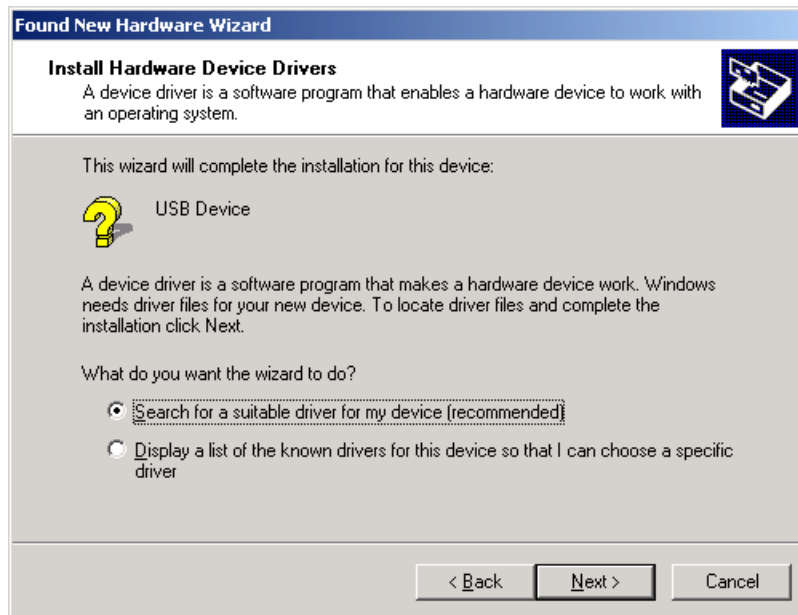 Found New Hardware Wizard
Install Hardware Device Drivers
A device driver is a software program that enables a hardware device to work with
an operating system.
This wizard will complete the installation for this device:
USB Device
A device driver is a software program that makes a hardware device work. Windows
needs driver files for your new device. To locate driver files and complete the
installation click Next.
What do you want the wizard to do?
Search for a suitable driver for my device (recommended)
Display a list of the known drivers for this device so that I can choose a specific
driver
< Back Next > Cancel